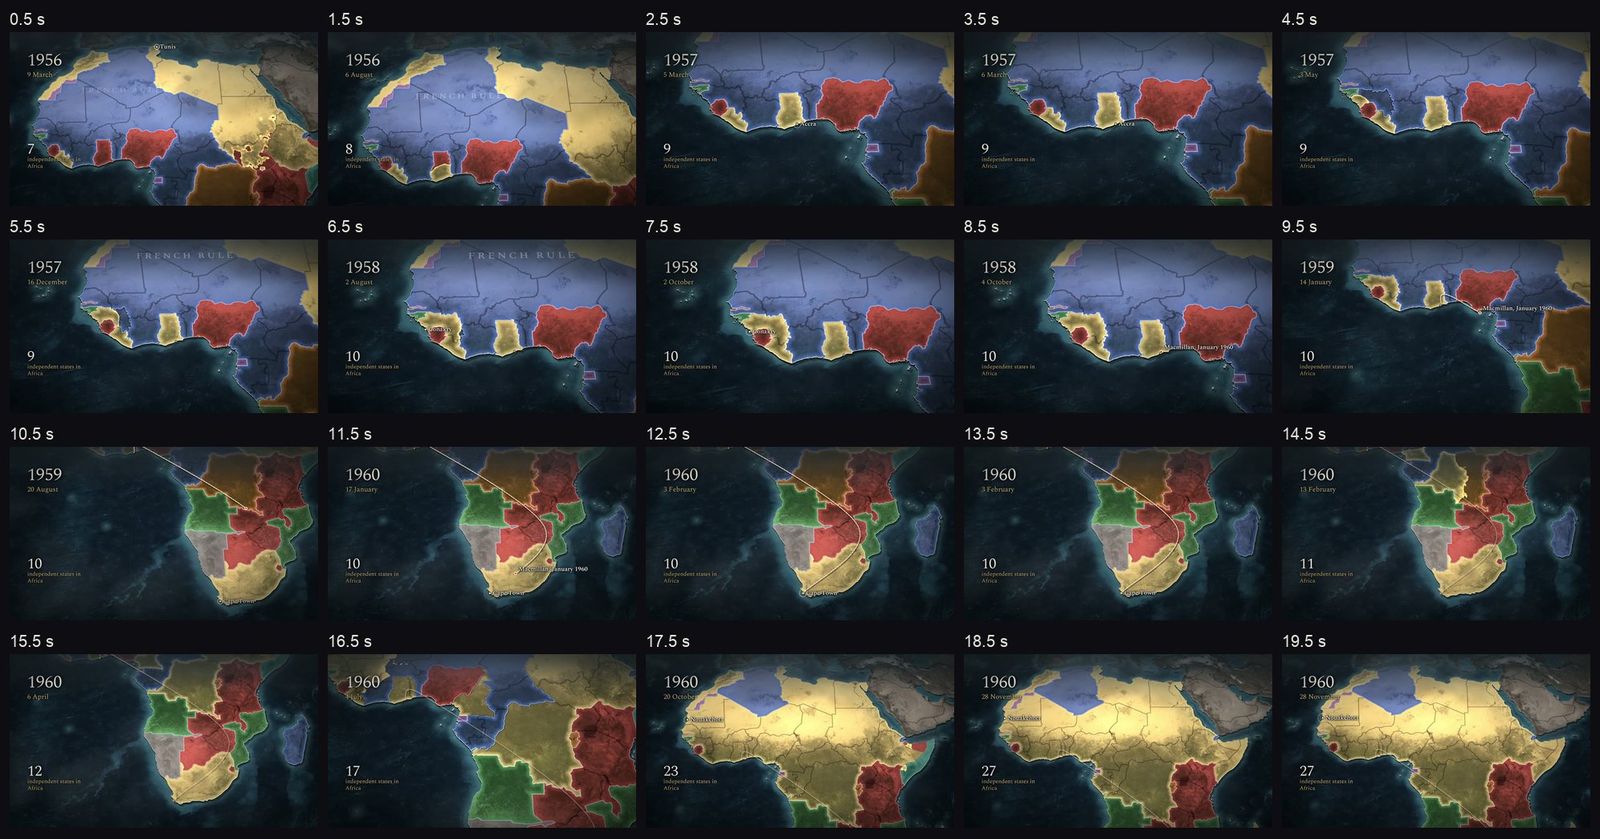 0.5 s
1956
9 March
Tunis
FRENCH RULE
7
independent states in
Africa
1.5 s
1956
6 August
FRENCH RULE
8
independent states in
Africa
2.5 s
1957
5 March
Accra
9
independent states in
Africa
3.5 s
1957
6 March
Accra
9
independent states in
Africa
4.5 s
1957
May
9
independent states in
Africa
5.5 s
1957
16 December
FRENCH RULE
9
independent states in
Africa
6.5 s
1958
2 August
FRENCH RULE
Conakry
10
independent states in
Africa
7.5 s
1958
2 October
Conakry
10
independent states in
Africa
8.5 s
1958
4 October
Macmillan, January 1960
10
independent states in
Africa
9.5 s
1959
14 January
Macmillan, January 1960
10
independent states in
Africa
10.5 s
1959
20 August
10
independent states in
Africa
Cape Town
11.5 s
1960
17 January
10
independent states in
Africa
Macmillan, January 1960
Cape Town
12.5 s
1960
3 February
10
independent states in
Africa
Cape Town
13.5 s
1960
3 February
10
independent states in
Africa
Cape Town
14.5 s
1960
13 February
11
independent states in
Africa
15.5 s
1960
6 April
12
independent states in
Africa
16.5 s
1960
July
17
independent states in
Africa
17.5 s
1960
20 October
Nouakchott
23
independent states in
Africa
18.5 s
1960
28 November
Nouakchott
27
independent states in
Africa
19.5 s
1960
28 November
Nouakchott
27
independent states in
Africa